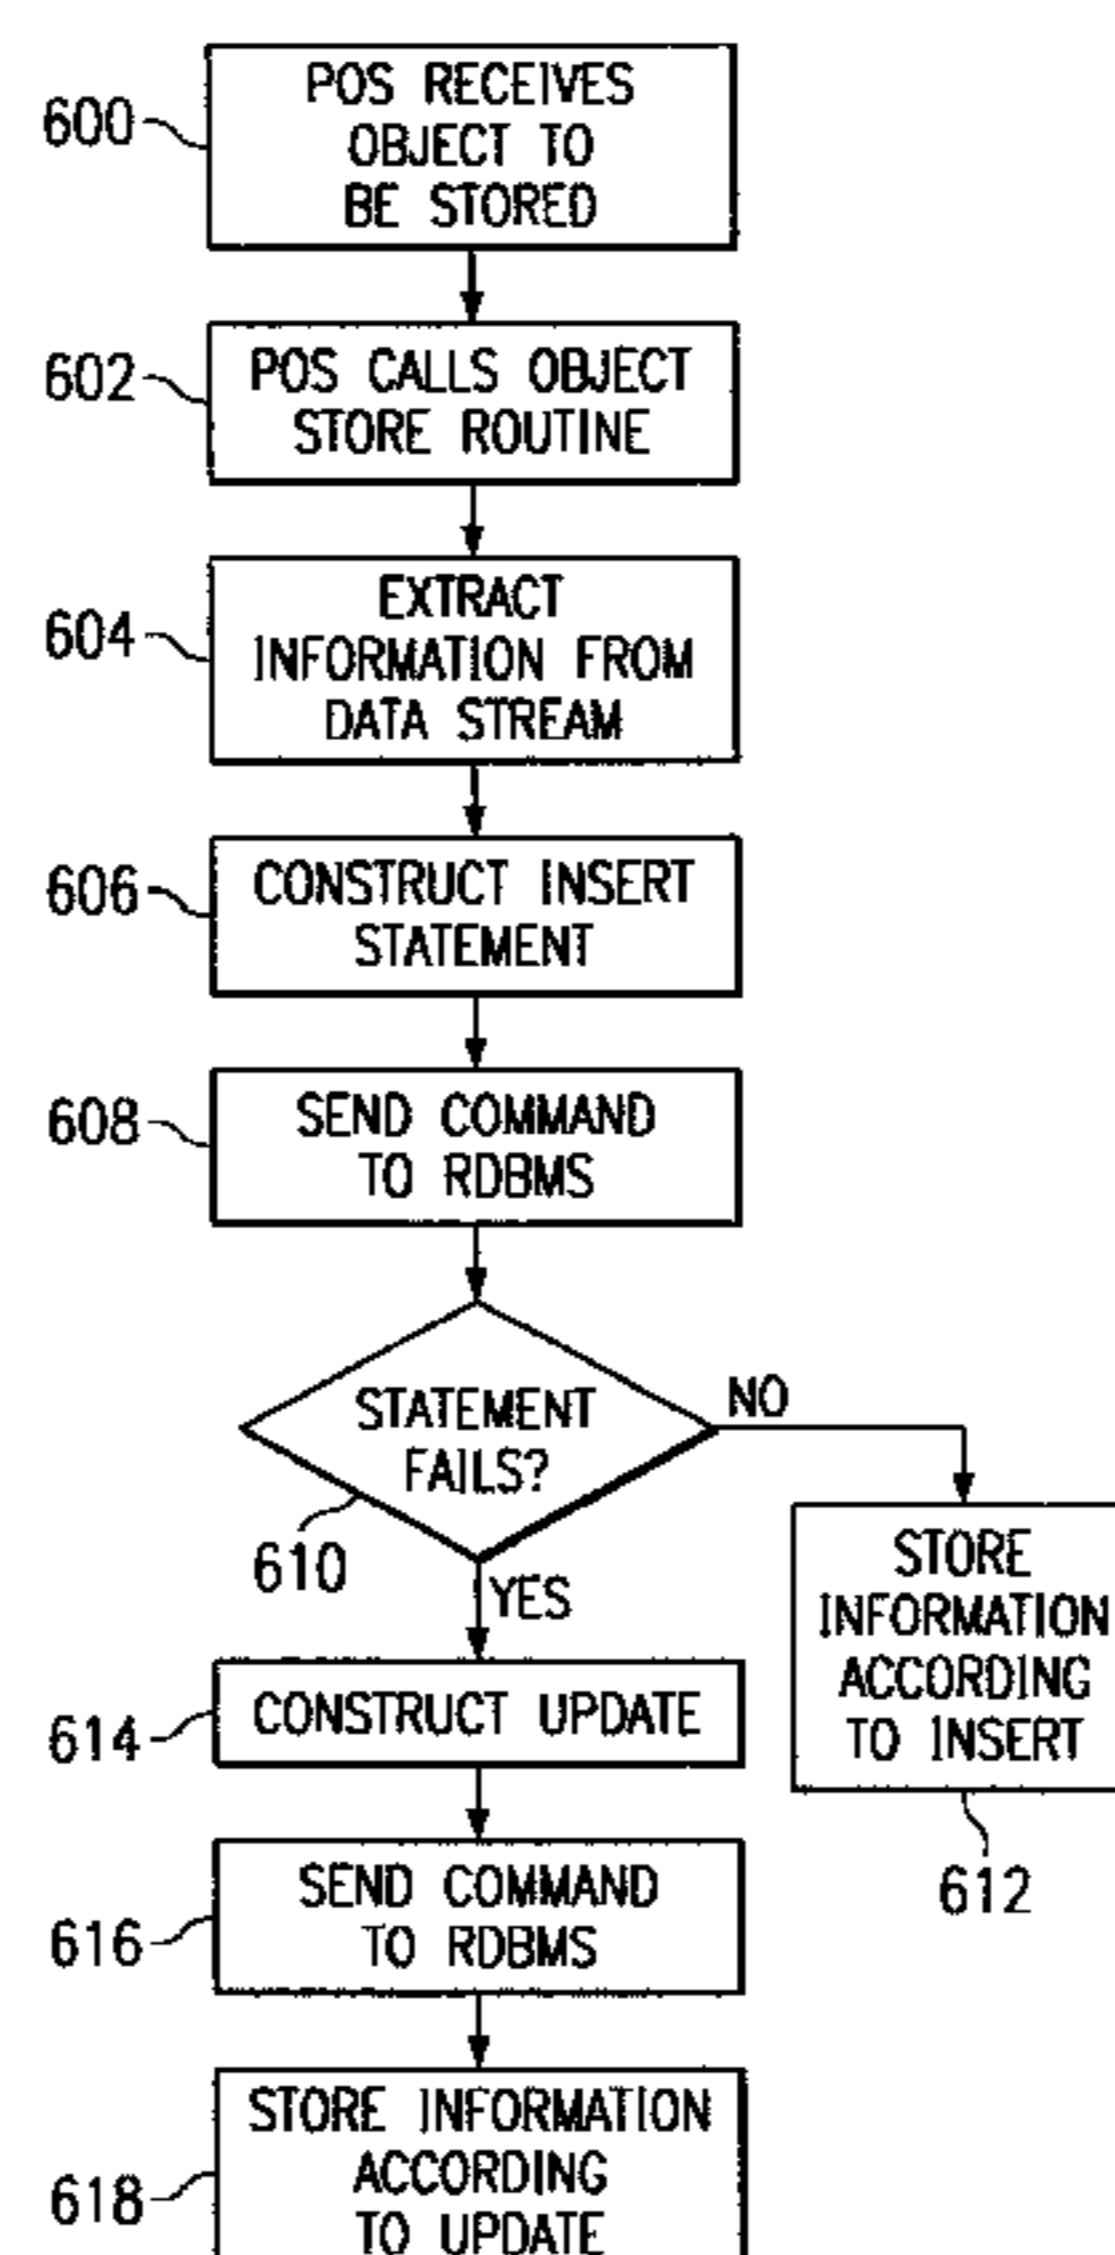 600
POS RECEIVES
OBJECT TO
BE STORED
602
POS CALLS OBJECT
STORE ROUTINE
604
EXTRACT
INFORMATION FROM
DATA STREAM
606
CONSTRUCT INSERT
STATEMENT
608
SEND COMMAND
TO RDBMS
STATEMENT
FAILS?
610
NO
YES
STORE
INFORMATION
ACCORDING
TO INSERT
612
614
CONSTRUCT UPDATE
616
SEND COMMAND
TO RDBMS
618
STORE INFORMATION
ACCORDING
TO UPDATE